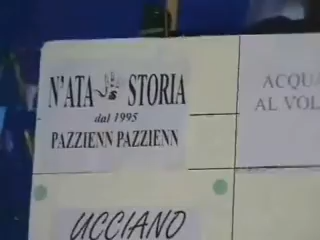 N'ATA STORIA
dal 1995
PAZZIENN PAZZIENN
ACQUA
AL VOL
UCCIANO